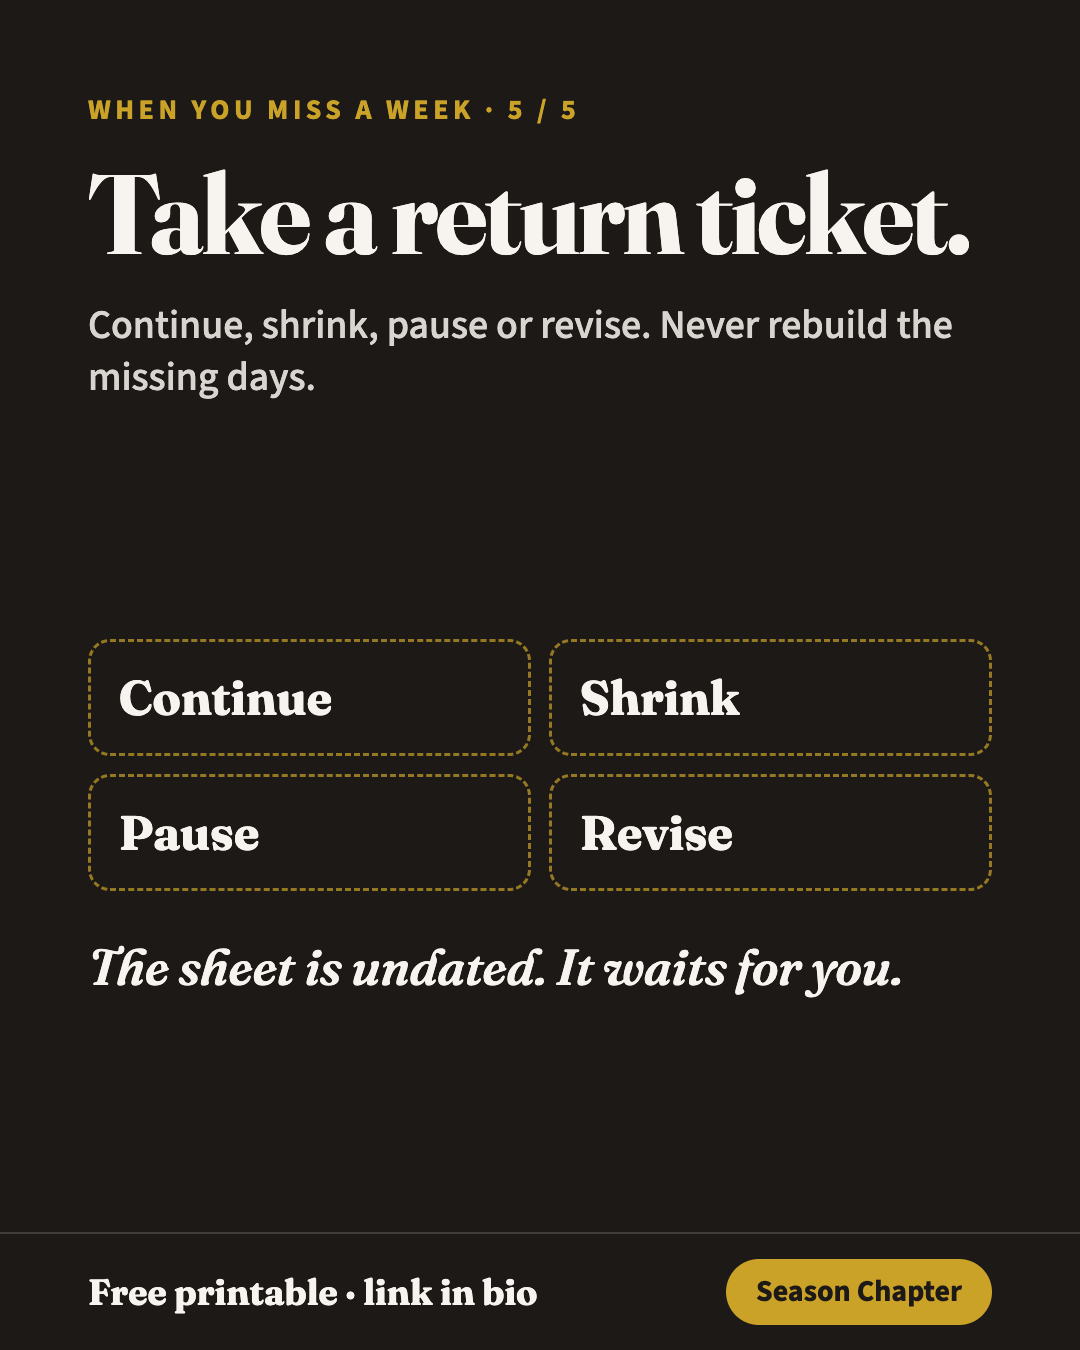 WHEN YOU MISS A WEEK · 5 / 5
Take a return ticket.
Continue, shrink, pause or revise. Never rebuild the
missing days.
Continue
Shrink
Pause
Revise
The sheet is undated. It waits for you.
Free printable · link in bio
Season Chapter